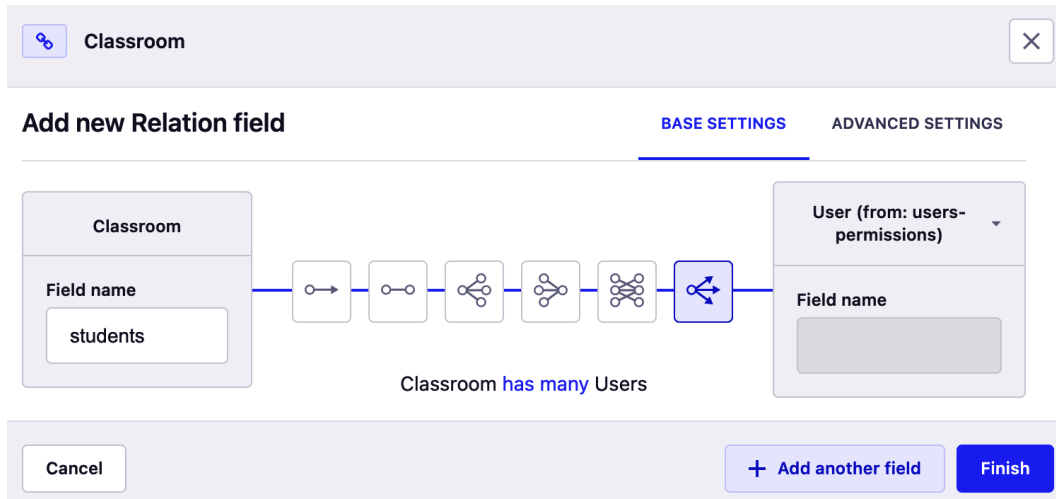 Classroom
Add new Relation field
BASE SETTINGS
ADVANCED SETTINGS
Classroom
Field name
students
User (from: users-
permissions)
Field name
Classroom has many Users
Cancel
+ Add another field
Finish